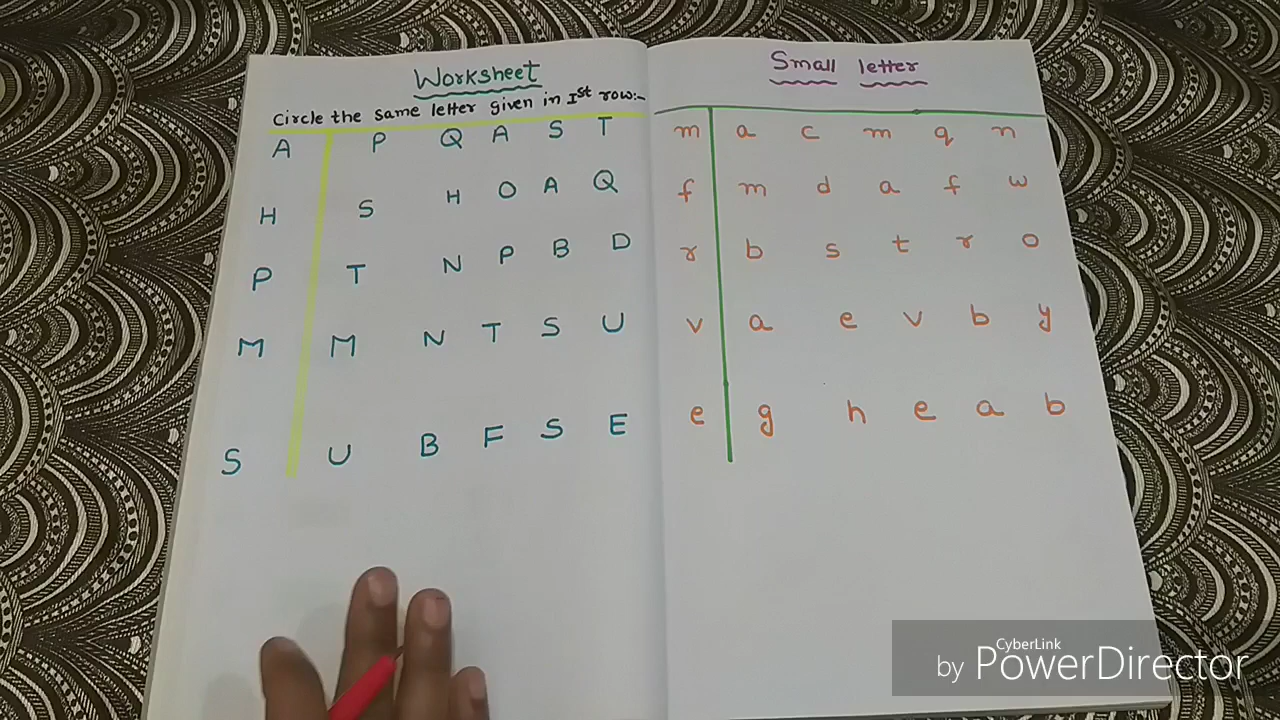 Worksheet
Circle the same letter given in Ist row:-
A P Q A S T
H S H O A Q
P T N P B D
M M N T S U
S U B F S E
Small letter
m a c m q n
f m d a f w
r b s t r o
v a e v b y
e g h e a b
CyberLink
by PowerDirector